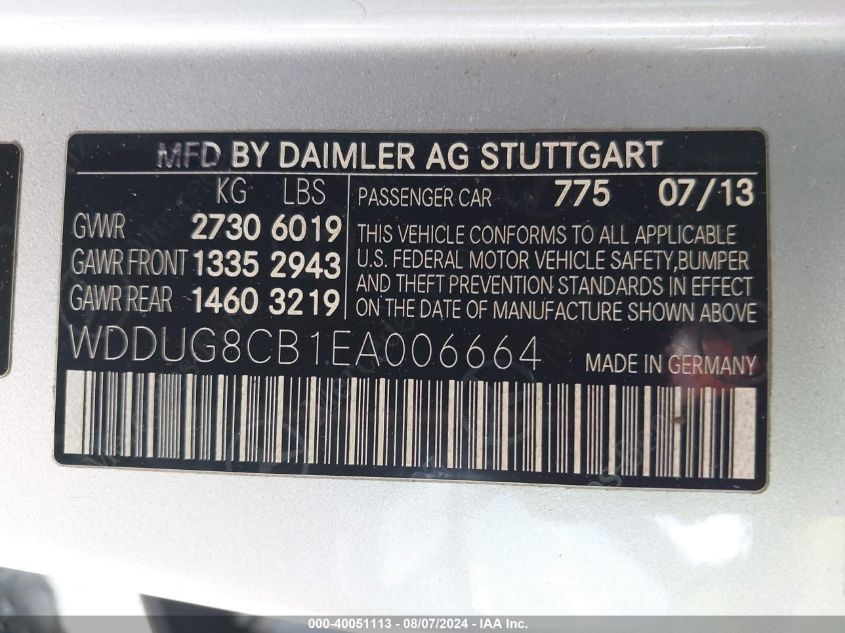 MFD BY DAIMLER AG STUTTGART
KG LBS
GVWR 2730 6019
GAWR FRONT 1335 2943
GAWR REAR 1460 3219
PASSENGER CAR 775 07/13
THIS VEHICLE CONFORMS TO ALL APPLICABLE
U.S. FEDERAL MOTOR VEHICLE SAFETY,BUMPER
AND THEFT PREVENTION STANDARDS IN EFFECT
ON THE DATE OF MANUFACTURE SHOWN ABOVE
WDDUG8CB1EA006664 MADE IN GERMANY
000-40051113 - 08/07/2024 - IAA Inc.